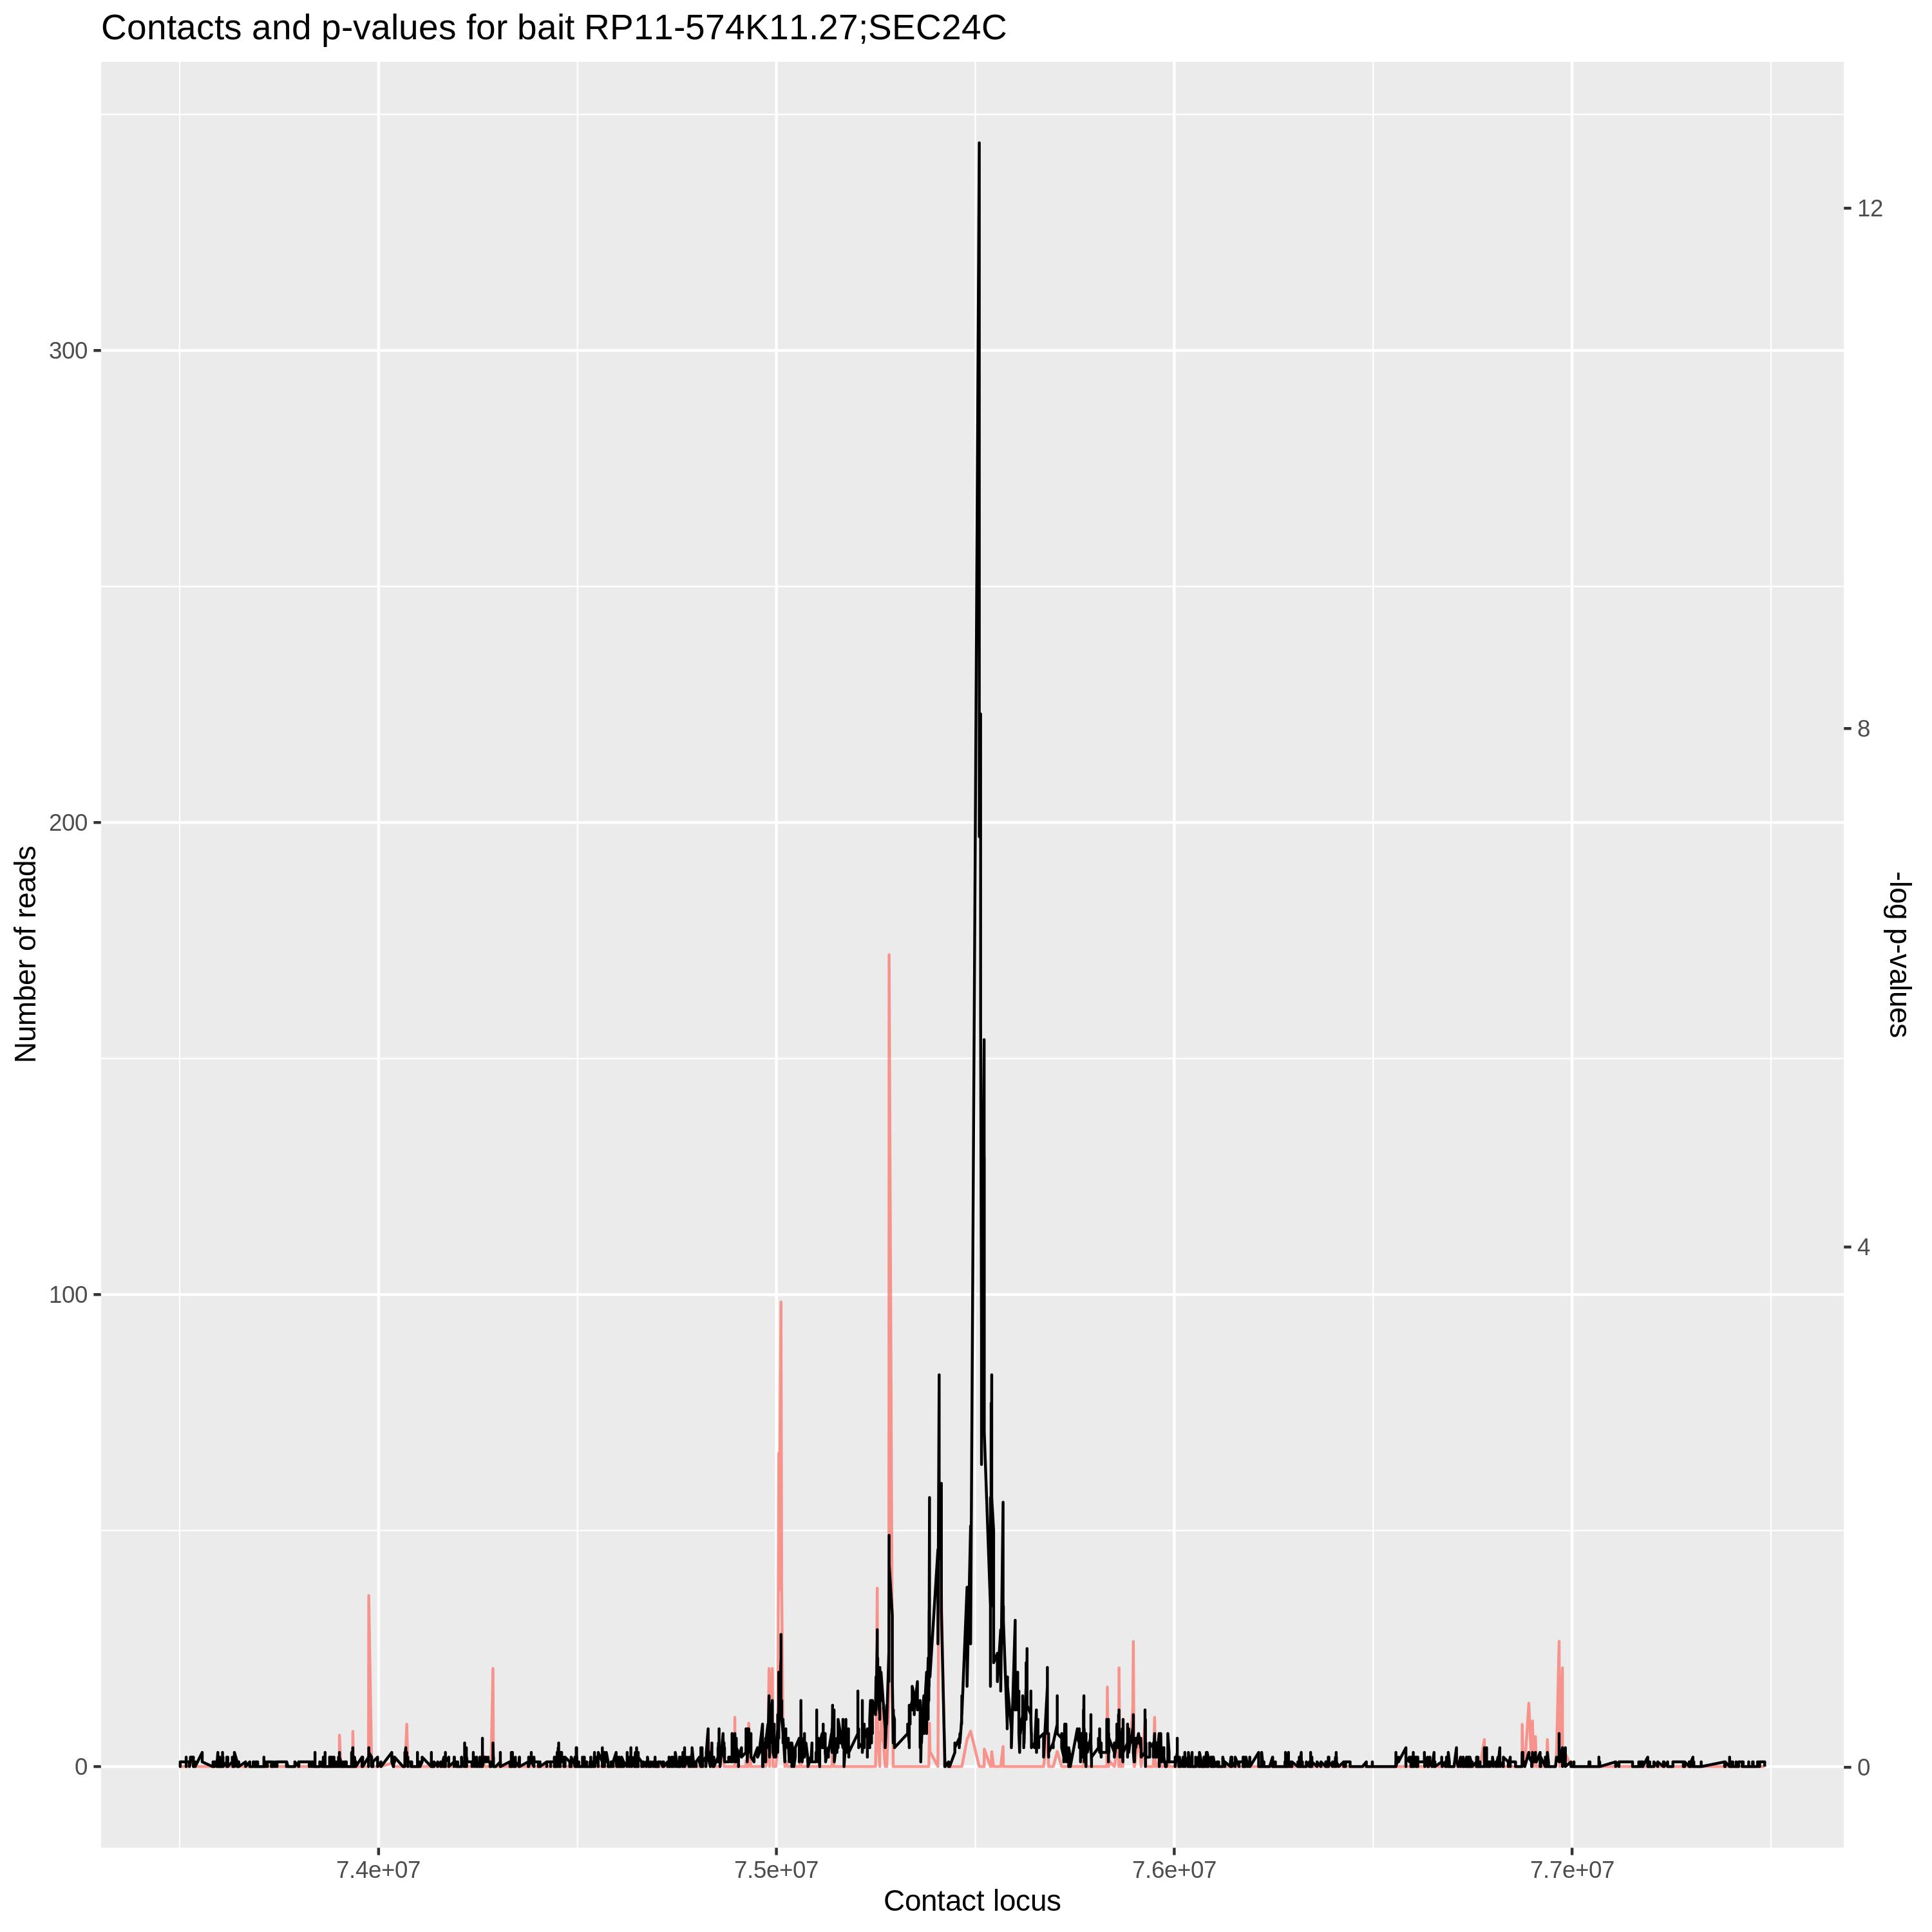 Contacts and p-values for bait RP11-574K11.27;SEC24C
Number of reads
300
200
100
0
12
8
4
0
-log p-values
7.4e+07 7.5e+07 7.6e+07 7.7e+07
Contact locus